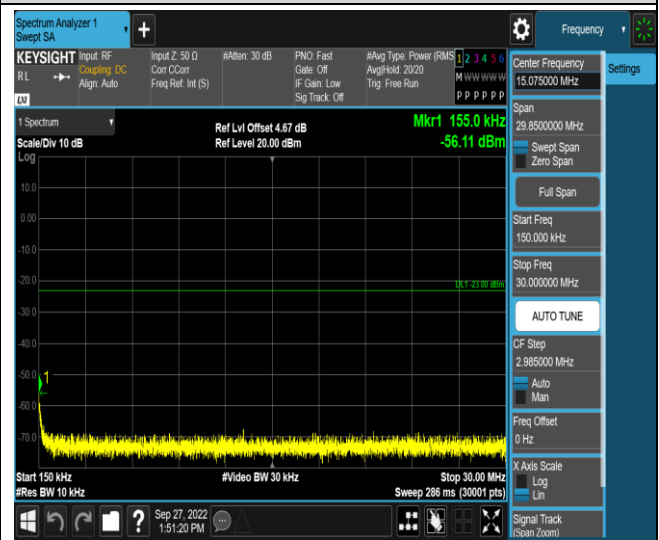 Spectrum Analyzer 1
Swept SA
+
Frequency
KEYSIGHT
RL
LXI
Input: RF
Coupling: DC
Align: Auto
Input Z: 50 Ω
Corr CCorr
Freq Ref: Int (S)
#Atten: 30 dB
PNO: Fast
Gate: Off
IF Gain: Low
Sig Track: Off
#Avg Type: Power (RMS
Avg|Hold: 20/20
Trig: Free Run
1 2 3 4 5 6
M W W W W W
P P P P P P
Center Frequency
15.075000 MHz
Settings
Span
29.8500000 MHz
Swept Span
Zero Span
Full Span
Start Freq
150.000 kHz
Stop Freq
30.000000 MHz
AUTO TUNE
CF Step
2.985000 MHz
Auto
Man
Freq Offset
0 Hz
X Axis Scale
Log
Lin
Signal Track
(Span Zoom)
1 Spectrum
Scale/Div 10 dB
Ref Lvl Offset 4.67 dB
Ref Level 20.00 dBm
Mkr1 155.0 kHz
-56.11 dBm
Log
10.0
0.00
-10.0
-20.0
DL1 -23.00 dBm
-30.0
-40.0
-50.0
1
-60.0
-70.0
Start 150 kHz
#Video BW 30 kHz
Stop 30.00 MHz
#Res BW 10 kHz
Sweep 286 ms (30001 pts)
?
Sep 27, 2022
1:51:20 PM